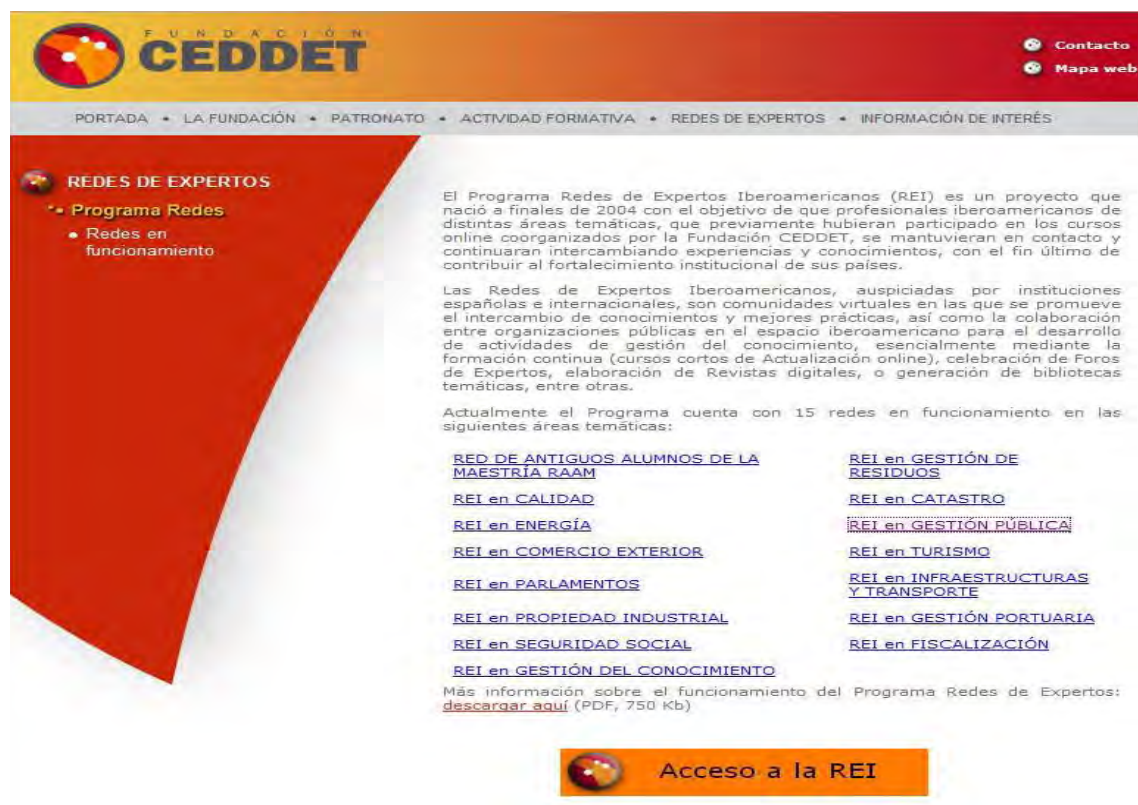 FUNDACIÓN
CEDDET
Contacto
Mapa web
PORTADA • LA FUNDACIÓN • PATRONATO • ACTIVIDAD FORMATIVA • REDES DE EXPERTOS • INFORMACIÓN DE INTERÉS
REDES DE EXPERTOS
Programa Redes
• Redes en
funcionamiento
El Programa Redes de Expertos Iberoamericanos (REI) es un proyecto que
nació a finales de 2004 con el objetivo de que profesionales iberoamericanos de
distintas áreas temáticas, que previamente hubieran participado en los cursos
online coorganizados por la Fundación CEDDET, se mantuvieran en contacto y
continuaran intercambiando experiencias y conocimientos, con el fin último de
contribuir al fortalecimiento institucional de sus países.
Las Redes de Expertos Iberoamericanos, auspiciadas por instituciones
españolas e internacionales, son comunidades virtuales en las que se promueve
el intercambio de conocimientos y mejores prácticas, así como la colaboración
entre organizaciones públicas en el espacio iberoamericano para el desarrollo
de actividades de gestión del conocimiento, esencialmente mediante la
formación continua (cursos cortos de Actualización online), celebración de Foros
de Expertos, elaboración de Revistas digitales, o generación de bibliotecas
temáticas, entre otras.
Actualmente el Programa cuenta con 15 redes en funcionamiento en las
siguientes áreas temáticas:
RED DE ANTIGUOS ALUMNOS DE LA
MAESTRÍA RAAM
REI en GESTIÓN DE
RESIDUOS
REI en CALIDAD
REI en CATASTRO
REI en ENERGÍA
REI en GESTIÓN PÚBLICA
REI en COMERCIO EXTERIOR
REI en TURISMO
REI en PARLAMENTOS
REI en INFRAESTRUCTURAS
Y TRANSPORTE
REI en PROPIEDAD INDUSTRIAL
REI en GESTIÓN PORTUARIA
REI en SEGURIDAD SOCIAL
REI en FISCALIZACIÓN
REI en GESTIÓN DEL CONOCIMIENTO
Más información sobre el funcionamiento del Programa Redes de Expertos:
descargar aquí (PDF, 750 Kb)
Acceso a la REI